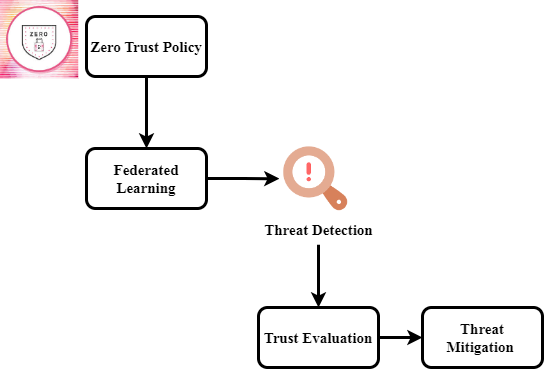 ZERO
Zero Trust Policy
Federated
Learning
Threat Detection
Trust Evaluation
Threat
Mitigation